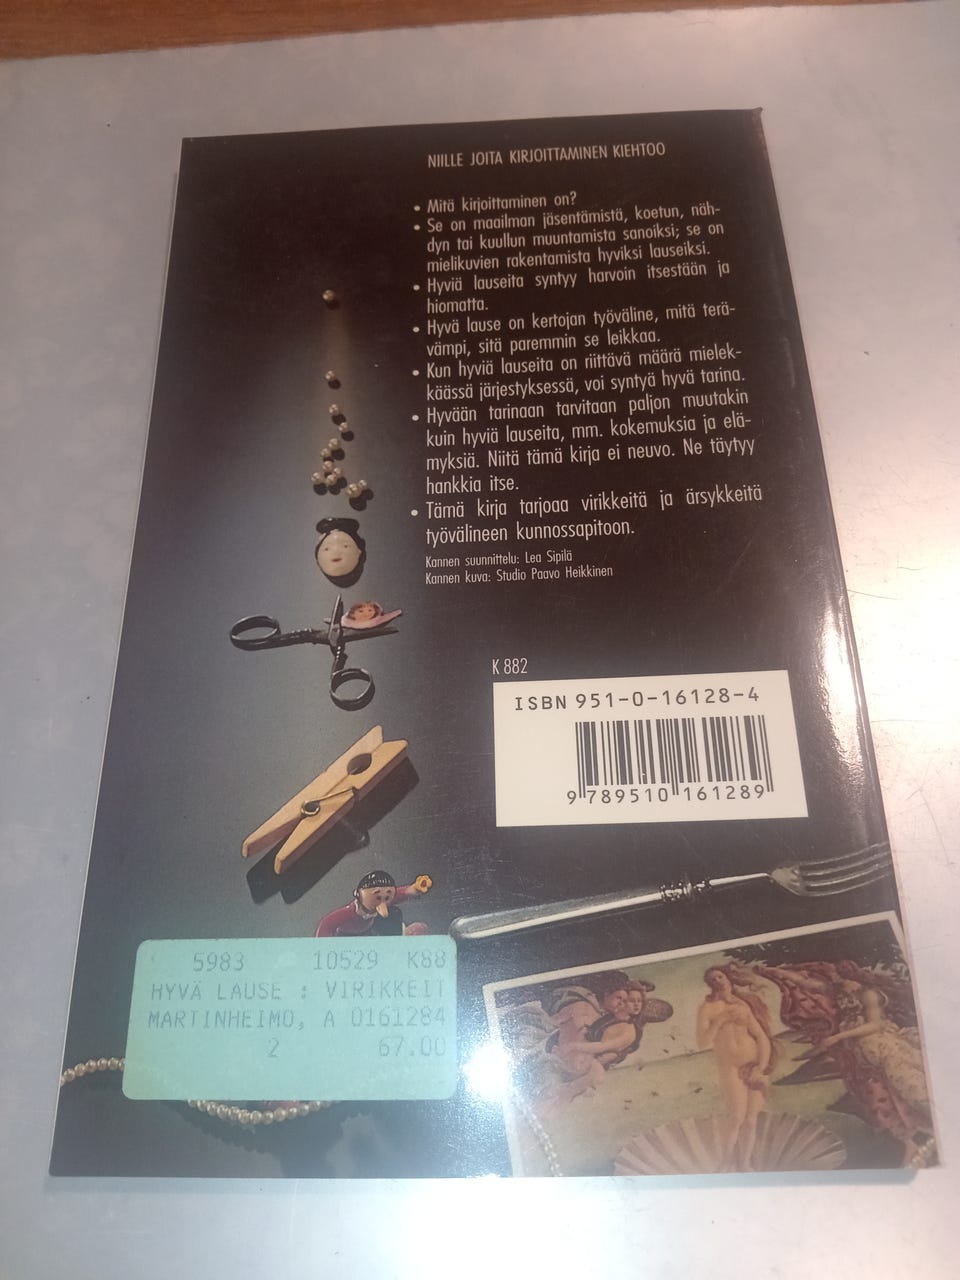 NIILLE JOITA KIRJOITTAMINEN KIEHTOO
• Mitä kirjoittaminen on?
• Se on maailman jäsentämistä, koetun, näh-
dyn tai kuullun muuntamista sanoiksi; se on
mielikuvien rakentamista hyviksi lauseiksi.
• Hyviä lauseita syntyy harvoin itsestään ja
hiomatta.
• Hyvä lause on kertojan työväline, mitä terä-
vämpi, sitä paremmin se leikkaa.
• Kun hyviä lauseita on riittävä määrä mielek-
käässä järjestyksessä, voi syntyä hyvä tarina.
• Hyvään tarinaan tarvitaan paljon muutakin
kuin hyviä lauseita, mm. kokemuksia ja elä-
myksiä. Niitä tämä kirja ei neuvo. Ne täytyy
hankkia itse.
• Tämä kirja tarjoaa virikkeitä ja ärsykkeitä
työvälineen kunnossapitoon.
Kannen suunnittelu: Lea Sipilä
Kannen kuva: Studio Paavo Heikkinen
K 882
ISBN 951-0-16128-4
9 789510 161289
5983 10529 K88
HYVÄ LAUSE : VIRIKKEIT
MARTINHEIMO, A 0161284
2 67.00